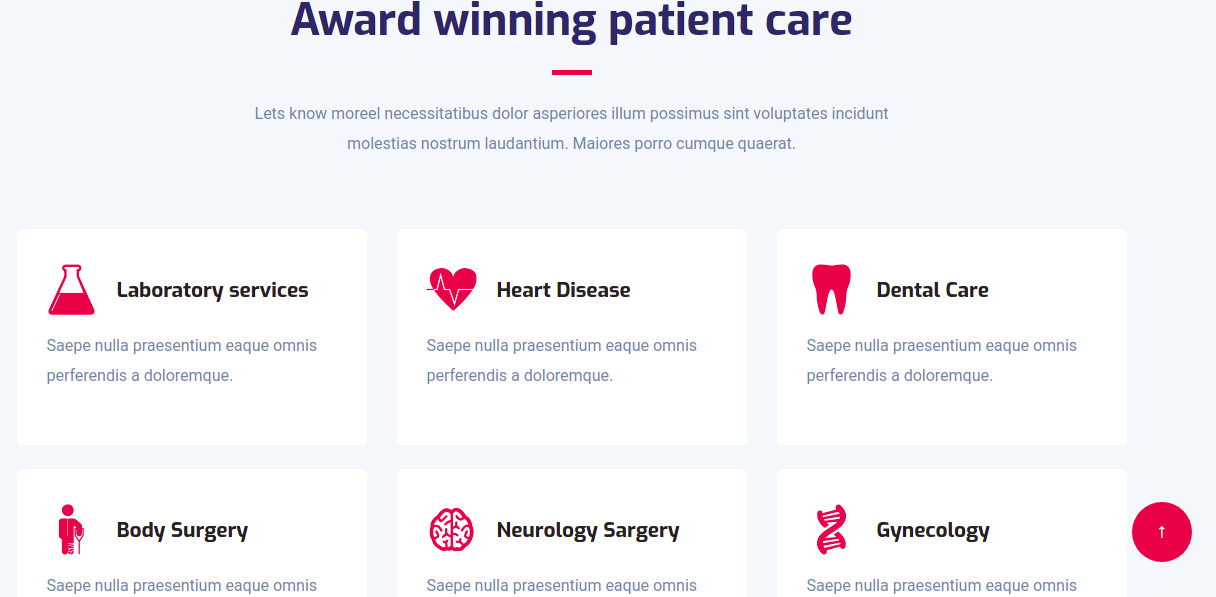 Award winning patient care
Lets know moreel necessitatibus dolor asperiores illum possimus sint voluptates incidunt
molestias nostrum laudantium. Maiores porro cumque quaerat.
Laboratory services
Saepe nulla praesentium eaque omnis
perferendis a doloremque.
Heart Disease
Saepe nulla praesentium eaque omnis
perferendis a doloremque.
Dental Care
Saepe nulla praesentium eaque omnis
perferendis a doloremque.
Body Surgery
Saepe nulla praesentium eaque omnis
Neurology Sargery
Saepe nulla praesentium eaque omnis
Gynecology
Saepe nulla praesentium eaque omnis
↑